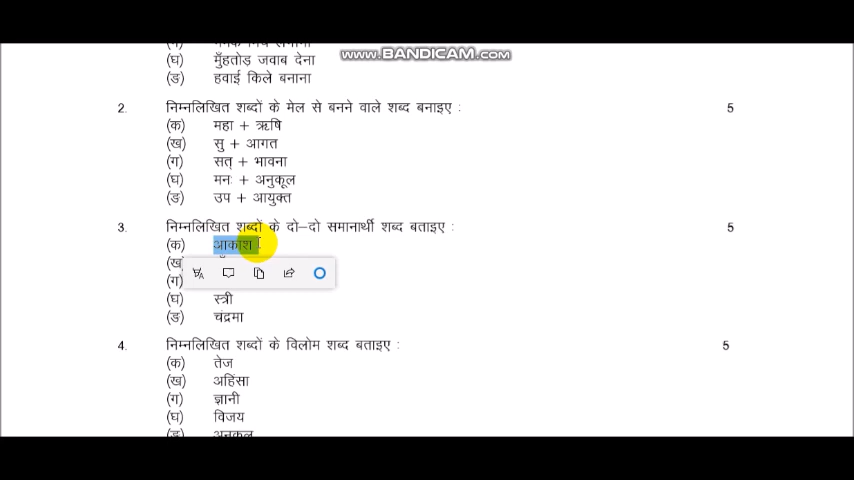 www.BANDICAM.com
(घ) मुँहतोड़ जवाब देना
(ङ) हवाई किले बनाना
2. निम्नलिखित शब्दों के मेल से बनने वाले शब्द बनाइए : 5
(क) महा + ऋषि
(ख) सु + आगत
(ग) सत् + भावना
(घ) मनः + अनुकूल
(ङ) उप + आयुक्त
3. निम्नलिखित शब्दों के दो–दो समानार्थी शब्द बताइए : 5
(क) आकाश
(ख)
(ग)
(घ) स्त्री
(ङ) चंद्रमा
4. निम्नलिखित शब्दों के विलोम शब्द बताइए : 5
(क) तेज
(ख) अहिंसा
(ग) ज्ञानी
(घ) विजय
(ङ) अनुकूल